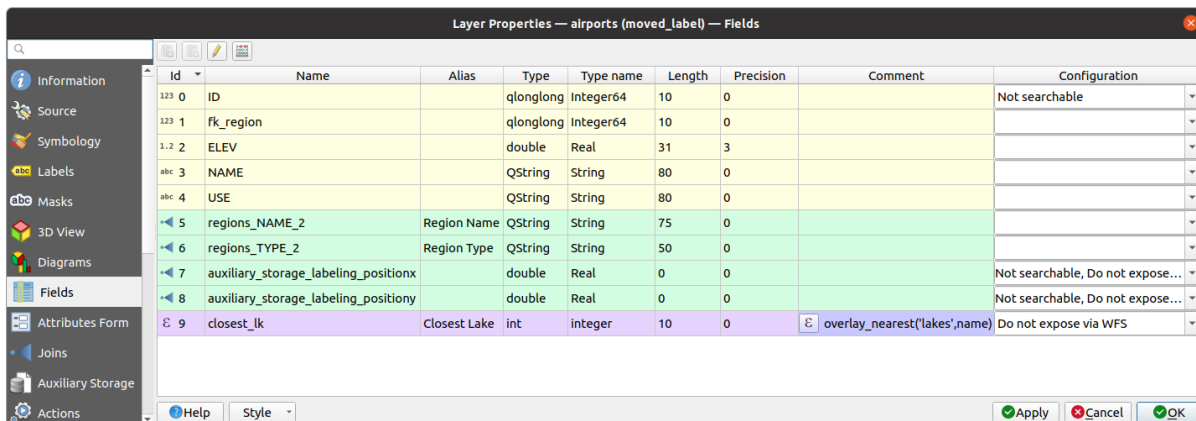 Layer Properties — airports (moved_label) — Fields
Id Name Alias Type Type name Length Precision Comment Configuration
123 0 ID qlonglong Integer64 10 0 Not searchable
123 1 fk_region qlonglong Integer64 10 0
1.2 2 ELEV double Real 31 3
abc 3 NAME QString String 80 0
abc 4 USE QString String 80 0
5 regions_NAME_2 Region Name QString String 75 0
6 regions_TYPE_2 Region Type QString String 50 0
7 auxiliary_storage_labeling_positionx double Real 0 0 Not searchable, Do not expose…
8 auxiliary_storage_labeling_positiony double Real 0 0 Not searchable, Do not expose…
ε 9 closest_lk Closest Lake int integer 10 0 ε overlay_nearest('lakes',name) Do not expose via WFS
Information
Source
Symbology
abc Labels
abc Masks
3D View
Diagrams
Fields
Attributes Form
Joins
Auxiliary Storage
Actions
Help Style Apply Cancel OK